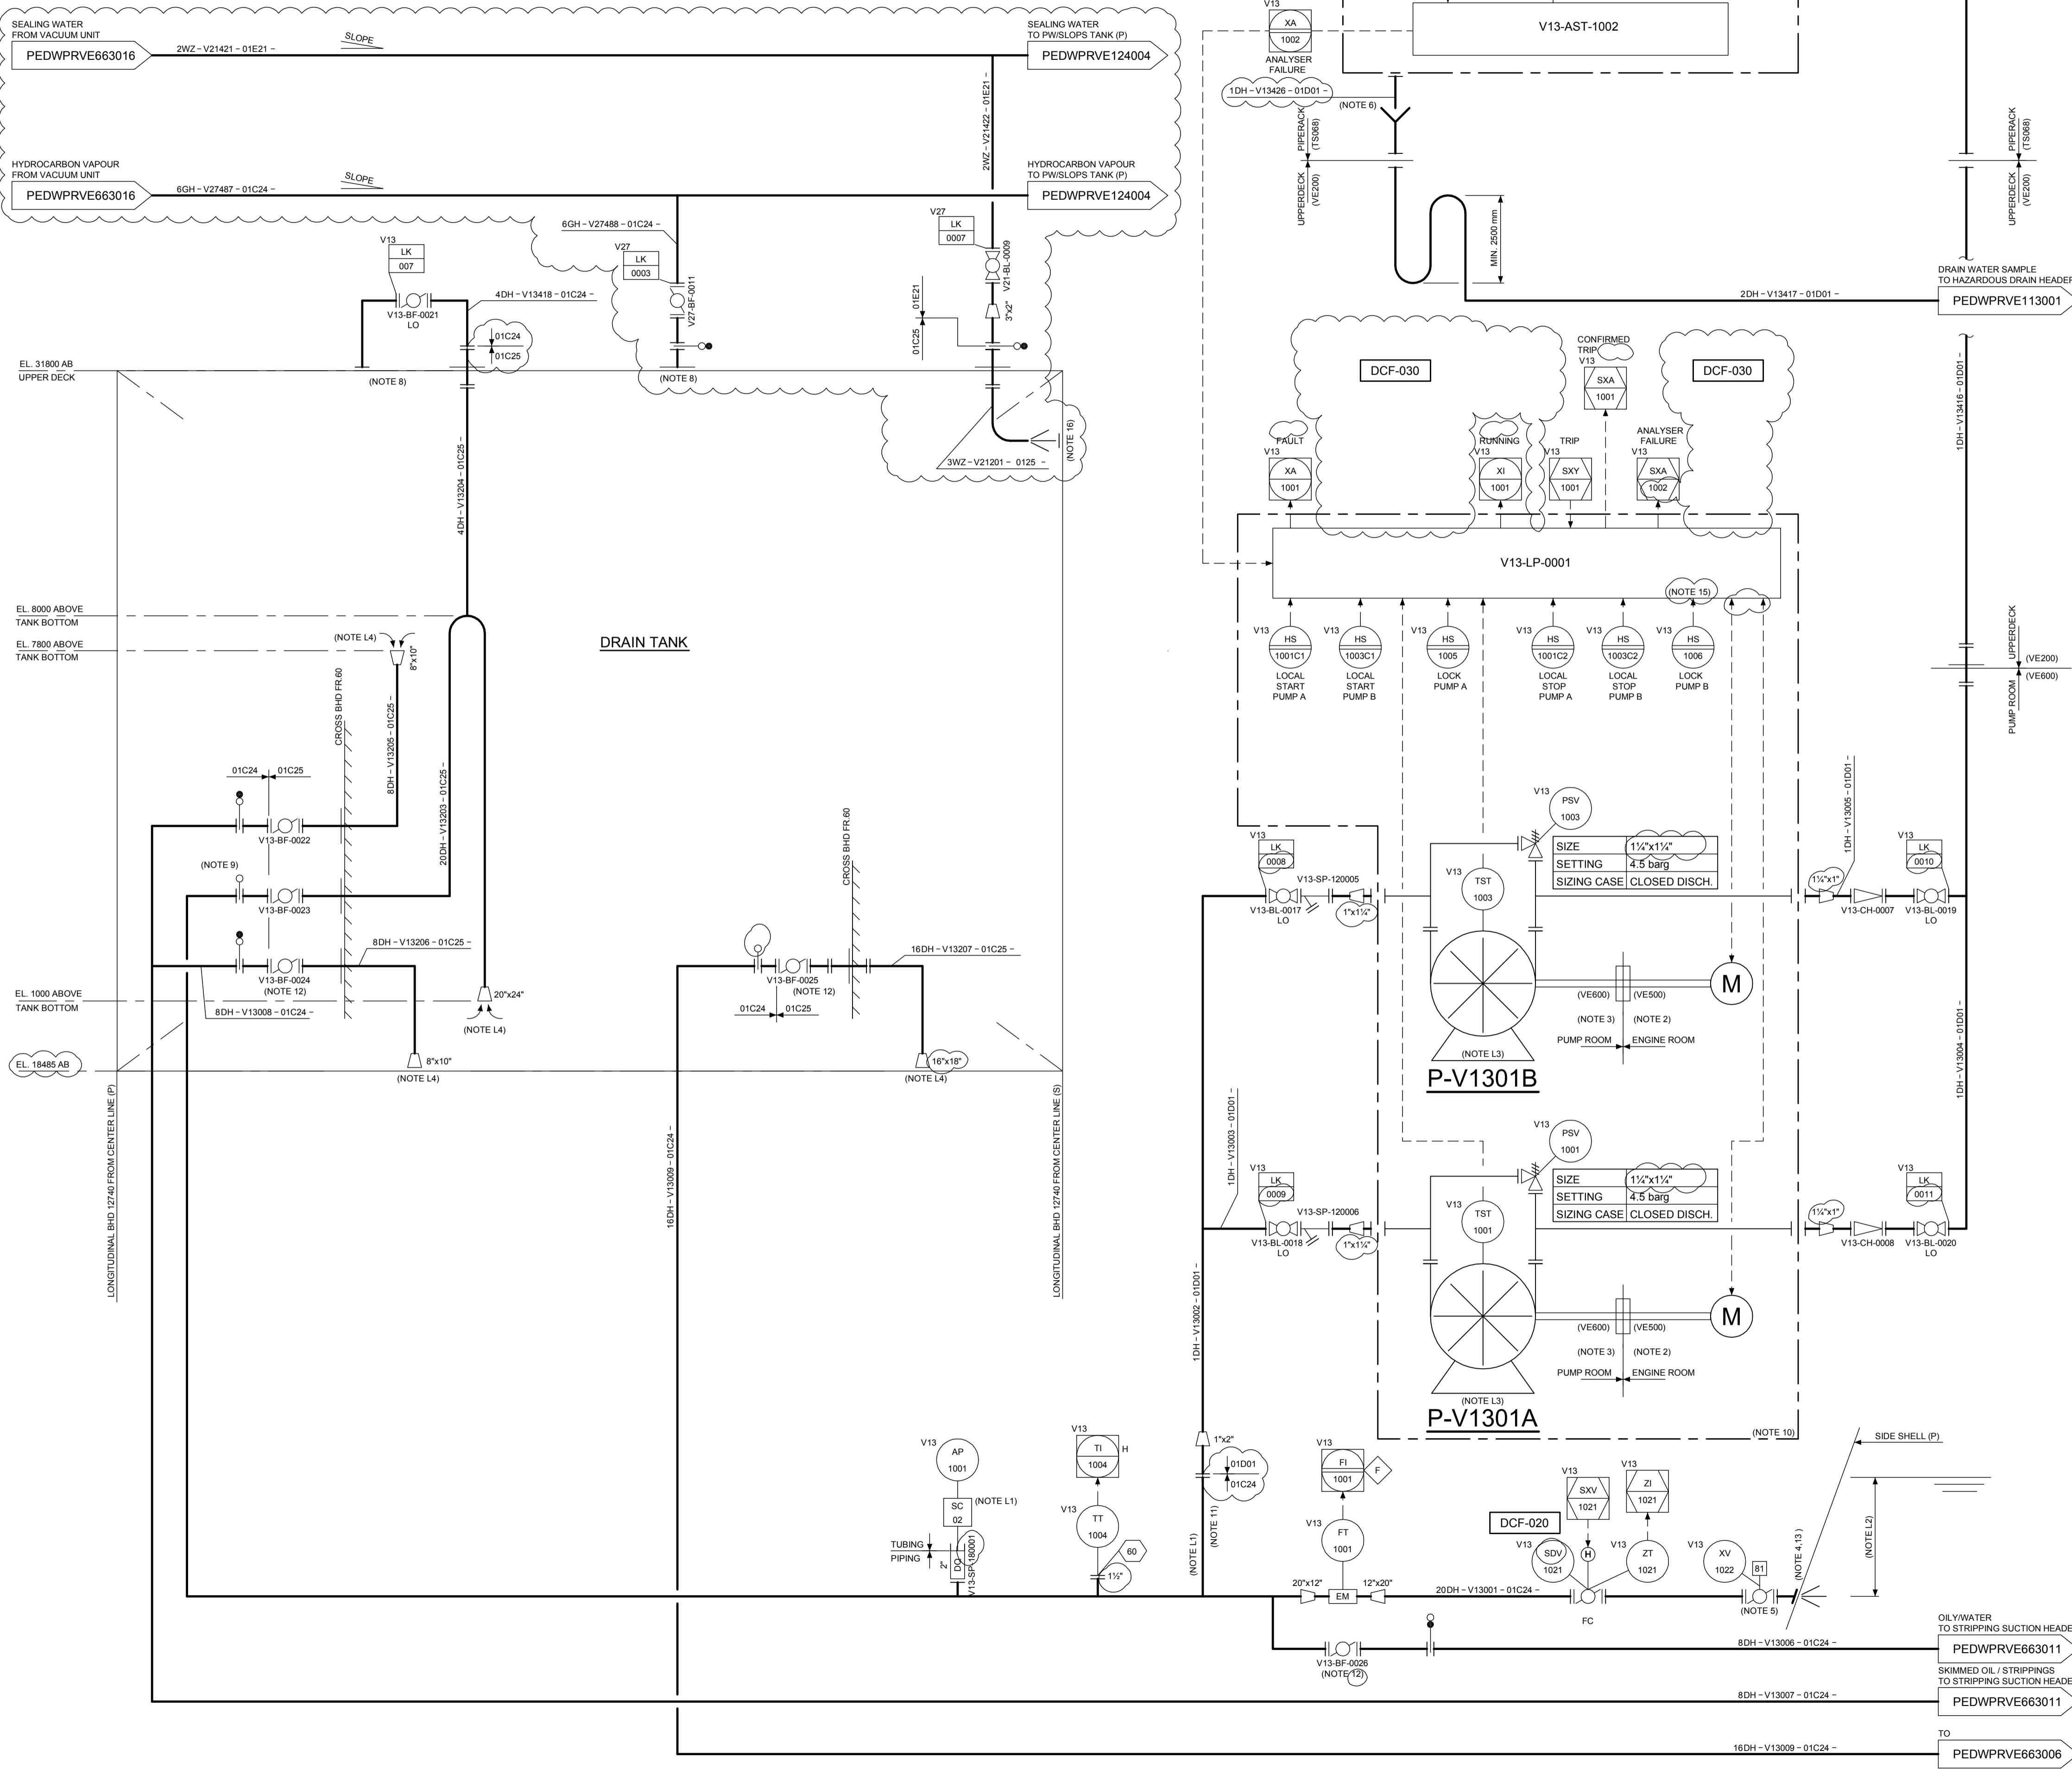 SEALING WATER
FROM VACUUM UNIT
PEDWPRVE663016
2WZ – V21421 – 01E21 –
SLOPE
SEALING WATER
TO PW/SLOPS TANK (P)
PEDWPRVE124004
2WZ – V21422 – 01E21 –
HYDROCARBON VAPOUR
FROM VACUUM UNIT
PEDWPRVE663016
6GH – V27487 – 01C24 –
SLOPE
HYDROCARBON VAPOUR
TO PW/SLOPS TANK (P)
PEDWPRVE124004
6GH – V27488 – 01C24 –
V13
LK
007
V13-BF-0021
LO
4DH – V13418 – 01C24 –
01C24
01C25
(NOTE 8)
V27
LK
0003
V27-BF-0011
(NOTE 8)
V27
LK
0007
V21-BL-0009
3"x2"
01E21
01C25
(NOTE 16)
3WZ – V21201 – 0125 –
EL. 31800 AB
UPPER DECK
4DH – V13204 – 01C25 –
EL. 8000 ABOVE
TANK BOTTOM
EL. 7800 ABOVE
TANK BOTTOM
(NOTE L4)
8"x10"
DRAIN TANK
CROSS BHD FR.60
8DH – V13205 – 01C25 –
20DH – V13203 – 01C25 –
01C24
01C25
V13-BF-0022
(NOTE 9)
V13-BF-0023
V13-BF-0024
(NOTE 12)
8DH – V13206 – 01C25 –
8DH – V13008 – 01C24 –
EL. 1000 ABOVE
TANK BOTTOM
20"x24"
(NOTE L4)
8"x10"
(NOTE L4)
EL. 18485 AB
CROSS BHD FR.60
V13-BF-0025
(NOTE 12)
01C24
01C25
16DH – V13207 – 01C25 –
16"x18"
(NOTE L4)
LONGITUDINAL BHD 12740 FROM CENTER LINE (P)
LONGITUDINAL BHD 12740 FROM CENTER LINE (S)
16DH – V13009 – 01C24 –
V13
XA
1002
ANALYSER
FAILURE
V13-AST-1002
1DH – V13426 – 01D01 –
(NOTE 6)
PIPERACK
(TS068)
UPPERDECK
(VE200)
MIN. 2500 mm
2DH – V13417 – 01D01 –
PIPERACK
(TS068)
UPPERDECK
(VE200)
DRAIN WATER SAMPLE
TO HAZARDOUS DRAIN HEADER
PEDWPRVE113001
1DH – V13416 – 01D01 –
DCF-030
CONFIRMED
TRIP
V13
SXA
1001
DCF-030
FAULT
V13
XA
1001
RUNNING
V13
XI
1001
TRIP
V13
SXY
1001
ANALYSER
FAILURE
V13
SXA
1002
V13-LP-0001
(NOTE 15)
V13
HS
1001C1
LOCAL
START
PUMP A
V13
HS
1003C1
LOCAL
START
PUMP B
V13
HS
1005
LOCK
PUMP A
V13
HS
1001C2
LOCAL
STOP
PUMP A
V13
HS
1003C2
LOCAL
STOP
PUMP B
V13
HS
1006
LOCK
PUMP B
UPPERDECK
(VE200)
(VE600)
PUMP ROOM
V13
PSV
1003
SIZE 1¼"x1¼"
SETTING 4.5 barg
SIZING CASE CLOSED DISCH.
V13
TST
1003
V13
LK
0008
V13-BL-0017
LO
V13-SP-120005
1"x1¼"
1¼"x1"
V13-CH-0007
1DH – V13005 – 01D01 –
V13
LK
0010
V13-BL-0019
LO
M
(VE600)
(VE500)
(NOTE 3)
(NOTE 2)
PUMP ROOM
ENGINE ROOM
(NOTE L3)
P-V1301B
1DH – V13004 – 01D01 –
1DH – V13003 – 01D01 –
V13
PSV
1001
SIZE 1¼"x1¼"
SETTING 4.5 barg
SIZING CASE CLOSED DISCH.
V13
TST
1001
V13
LK
0009
V13-BL-0018
LO
V13-SP-120006
1"x1¼"
1¼"x1"
V13-CH-0008
V13
LK
0011
V13-BL-0020
LO
M
(VE600)
(VE500)
(NOTE 3)
(NOTE 2)
PUMP ROOM
ENGINE ROOM
(NOTE L3)
P-V1301A
(NOTE 10)
1DH – V13002 – 01D01 –
1"x2"
01D01
01C24
(NOTE L1)
(NOTE 11)
V13
AP
1001
SC
02
(NOTE L1)
TUBING
PIPING
2"
DQ
V13-SP-180001
V13
TI
1004
H
V13
TT
1004
60
1½"
V13
FI
1001
F
V13
FT
1001
20"x12"
EM
12"x20"
20DH – V13001 – 01C24 –
DCF-020
V13
SXV
1021
V13
ZI
1021
V13
SDV
1021
H
V13
ZT
1021
FC
V13
XV
1022
81
(NOTE 5)
(NOTE 4,13 )
SIDE SHELL (P)
(NOTE L2)
V13-BF-0026
(NOTE 12)
8DH – V13006 – 01C24 –
OILY/WATER
TO STRIPPING SUCTION HEADE
PEDWPRVE663011
8DH – V13007 – 01C24 –
SKIMMED OIL / STRIPPINGS
TO STRIPPING SUCTION HEADE
PEDWPRVE663011
16DH – V13009 – 01C24 –
TO
PEDWPRVE663006